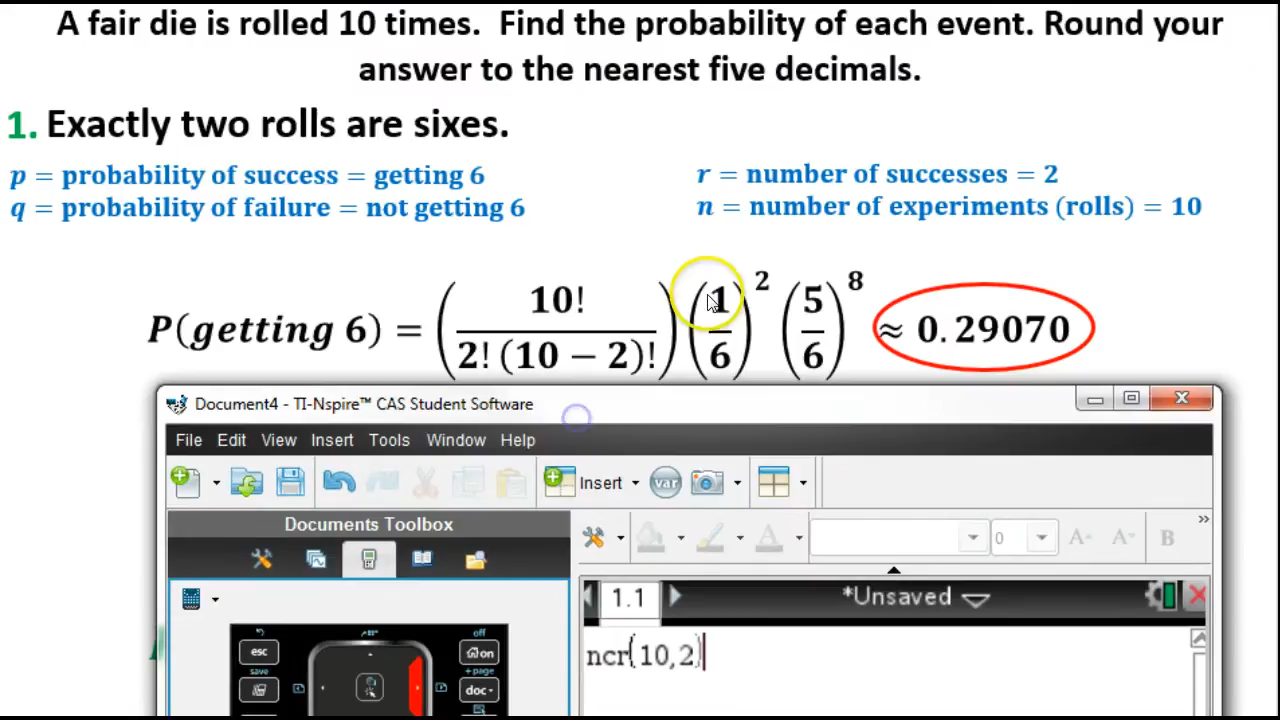 A fair die is rolled 10 times. Find the probability of each event. Round your
answer to the nearest five decimals.
1. Exactly two rolls are sixes.
p = probability of success = getting 6
r = number of successes = 2
q = probability of failure = not getting 6
n = number of experiments (rolls) = 10
P(getting 6) = (10! / 2! (10 − 2)!) (1/6)^2 (5/6)^8 ≈ 0.29070
Document4 - TI-Nspire™ CAS Student Software
File Edit View Insert Tools Window Help
Insert var
Documents Toolbox
A 0 A- A- B
1.1 *Unsaved
ncr(10,2)
off
esc on
save +page
doc